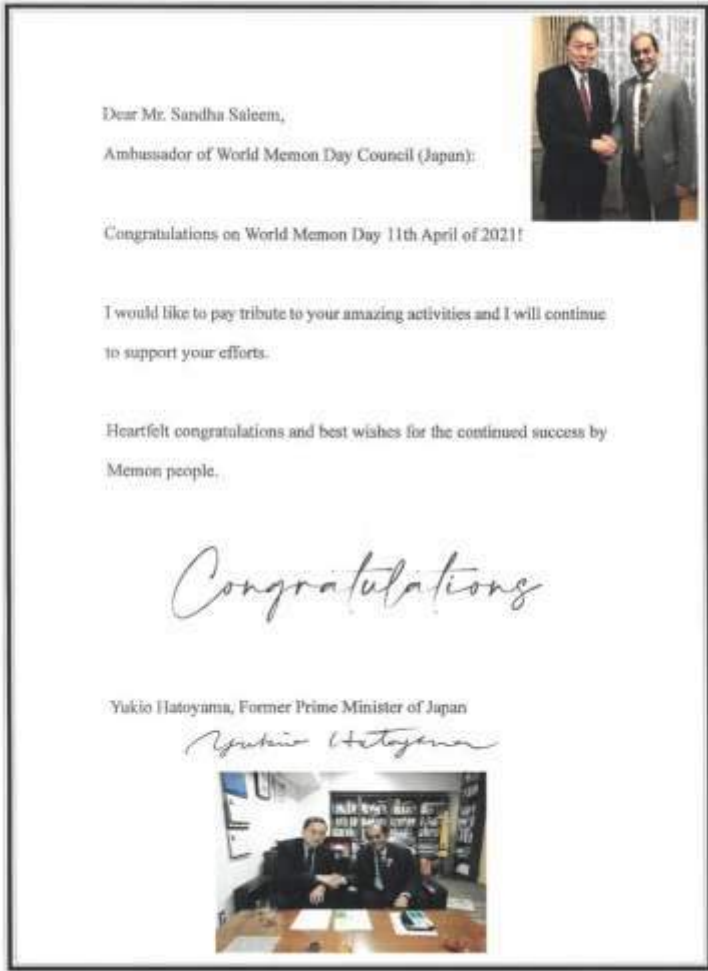 Dear Mr. Sandha Saleem,
Ambassador of World Memon Day Council (Japan):
Congratulations on World Memon Day 11th April of 2021!
I would like to pay tribute to your amazing activities and I will continue
to support your efforts.
Heartfelt congratulations and best wishes for the continued success by
Memon people.
Congratulations
Yukio Hatoyama, Former Prime Minister of Japan
Yukio Hatoyama